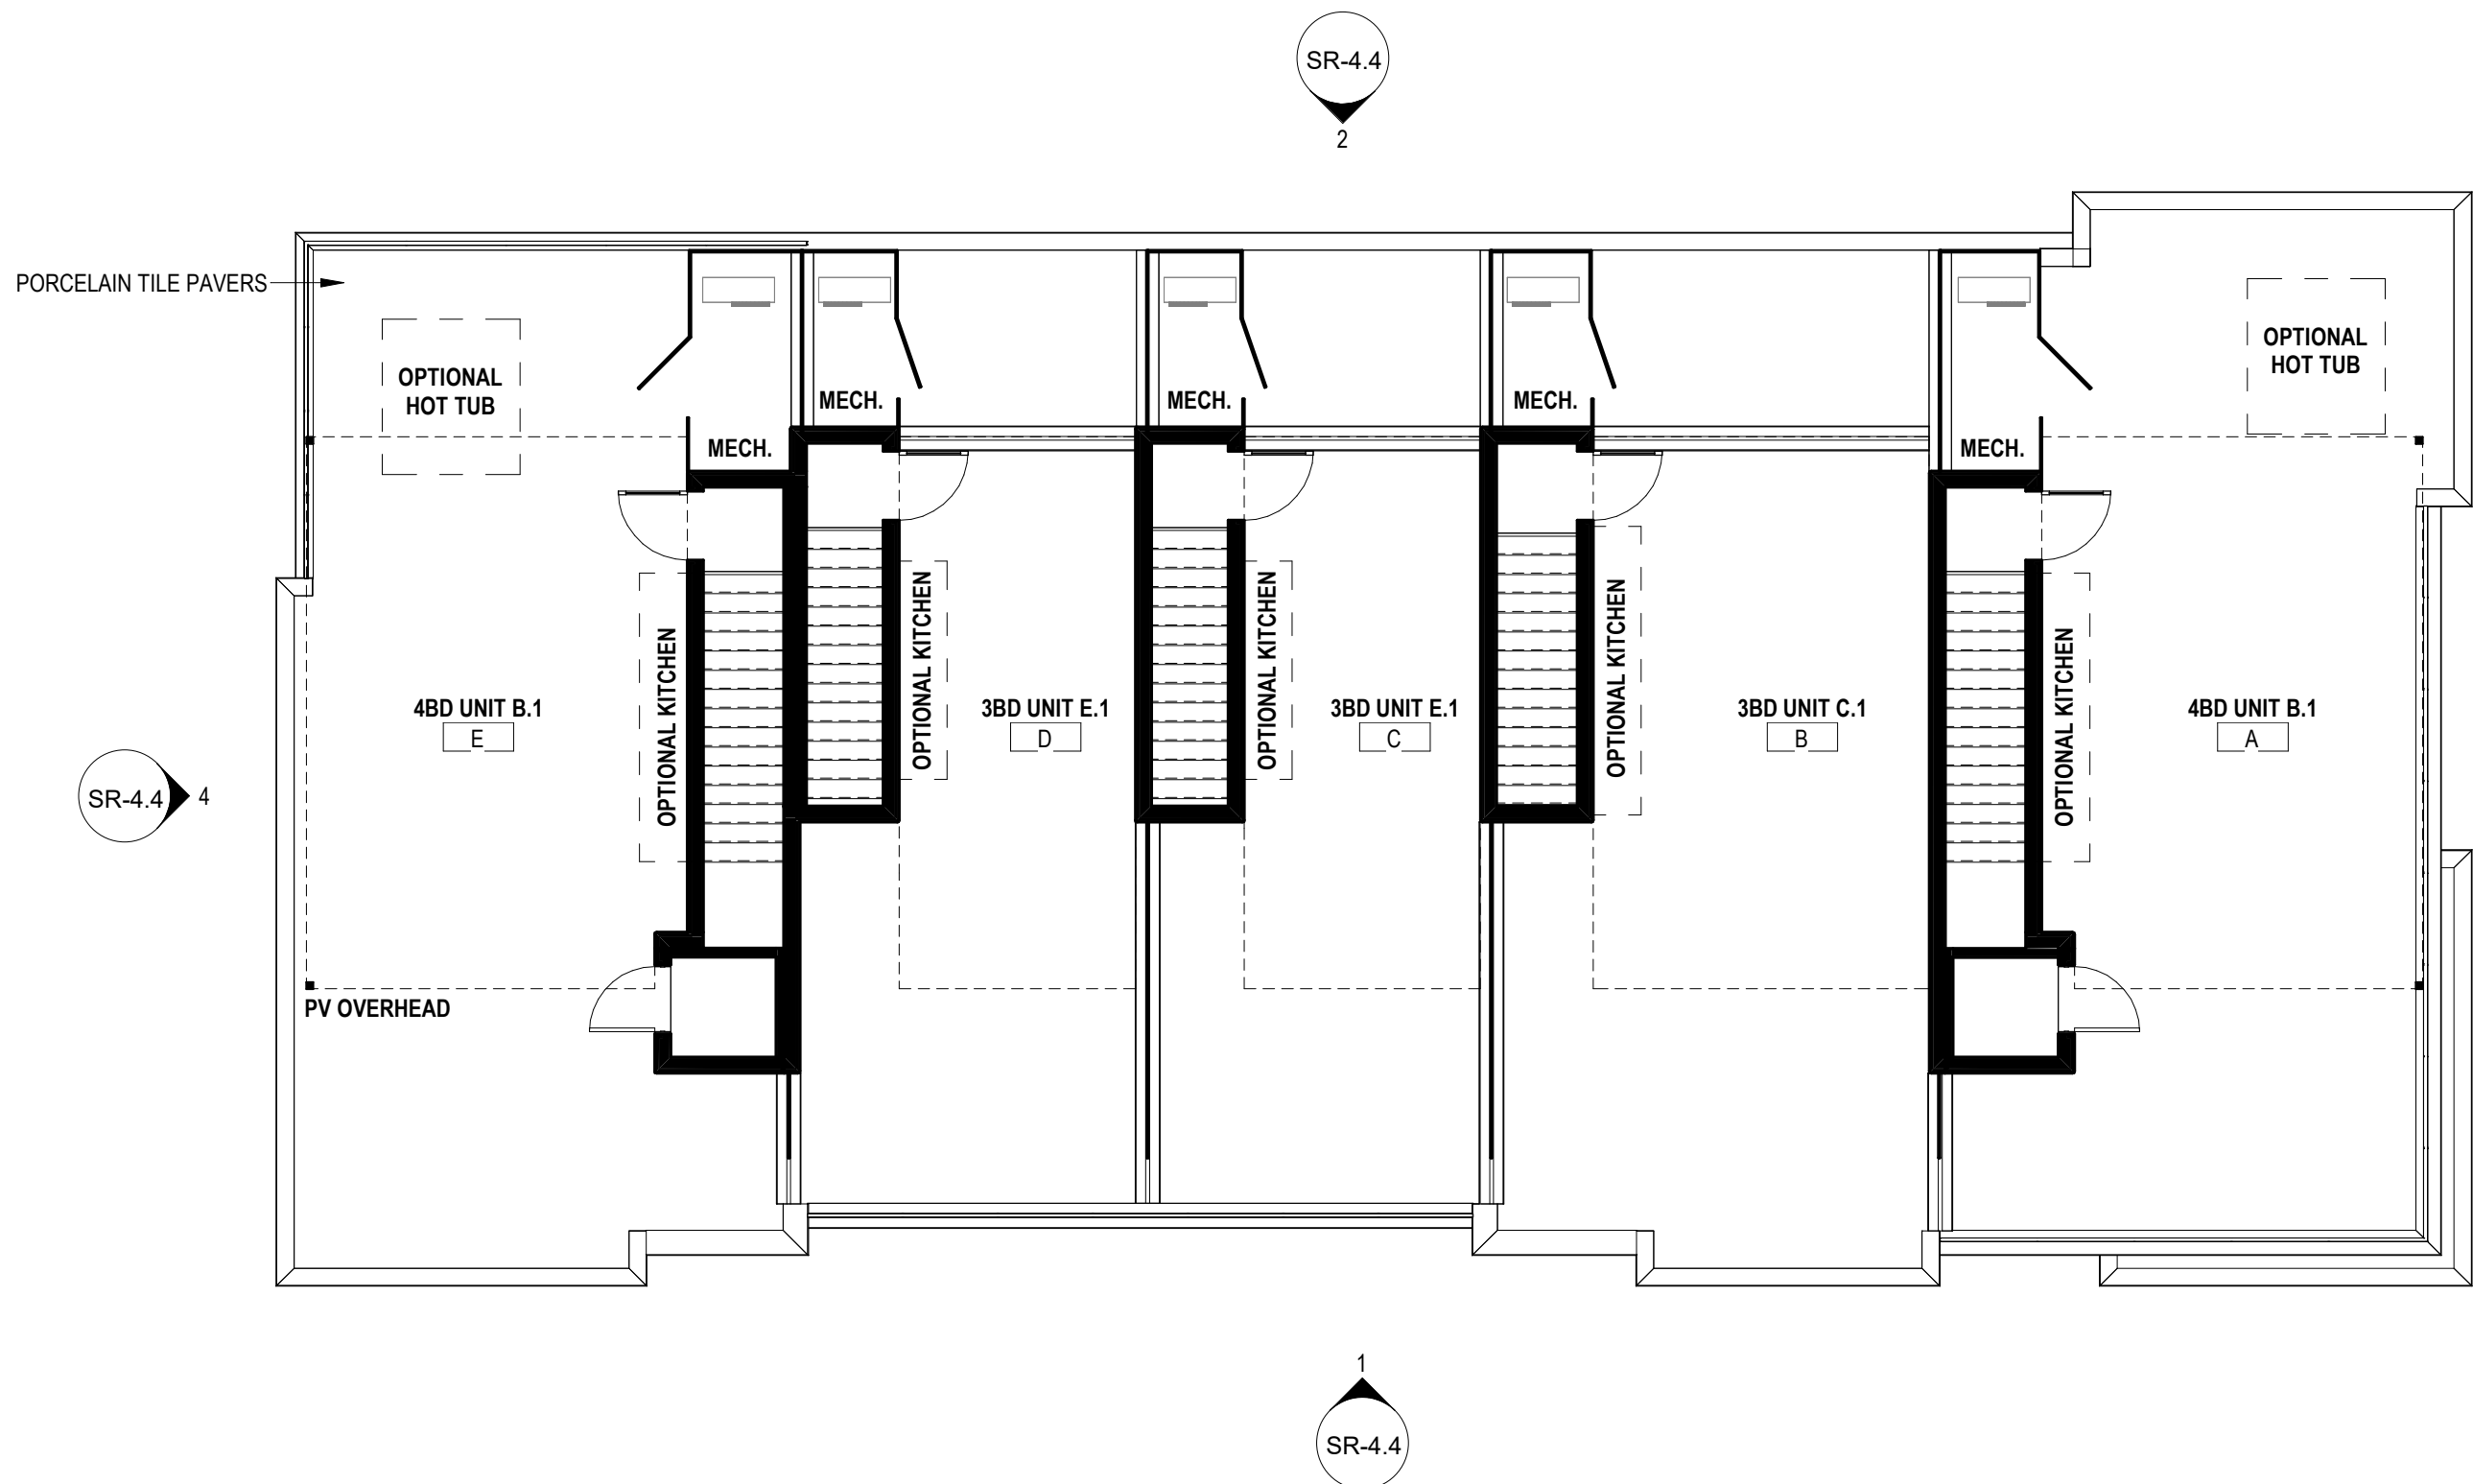 SR-4.4
2
PORCELAIN TILE PAVERS
OPTIONAL
HOT TUB
OPTIONAL
HOT TUB
MECH.
MECH.
MECH.
MECH.
MECH.
OPTIONAL KITCHEN
OPTIONAL KITCHEN
OPTIONAL KITCHEN
OPTIONAL KITCHEN
OPTIONAL KITCHEN
4BD UNIT B.1
E
3BD UNIT E.1
D
3BD UNIT E.1
C
3BD UNIT C.1
B
4BD UNIT B.1
A
SR-4.4
4
PV OVERHEAD
1
SR-4.4